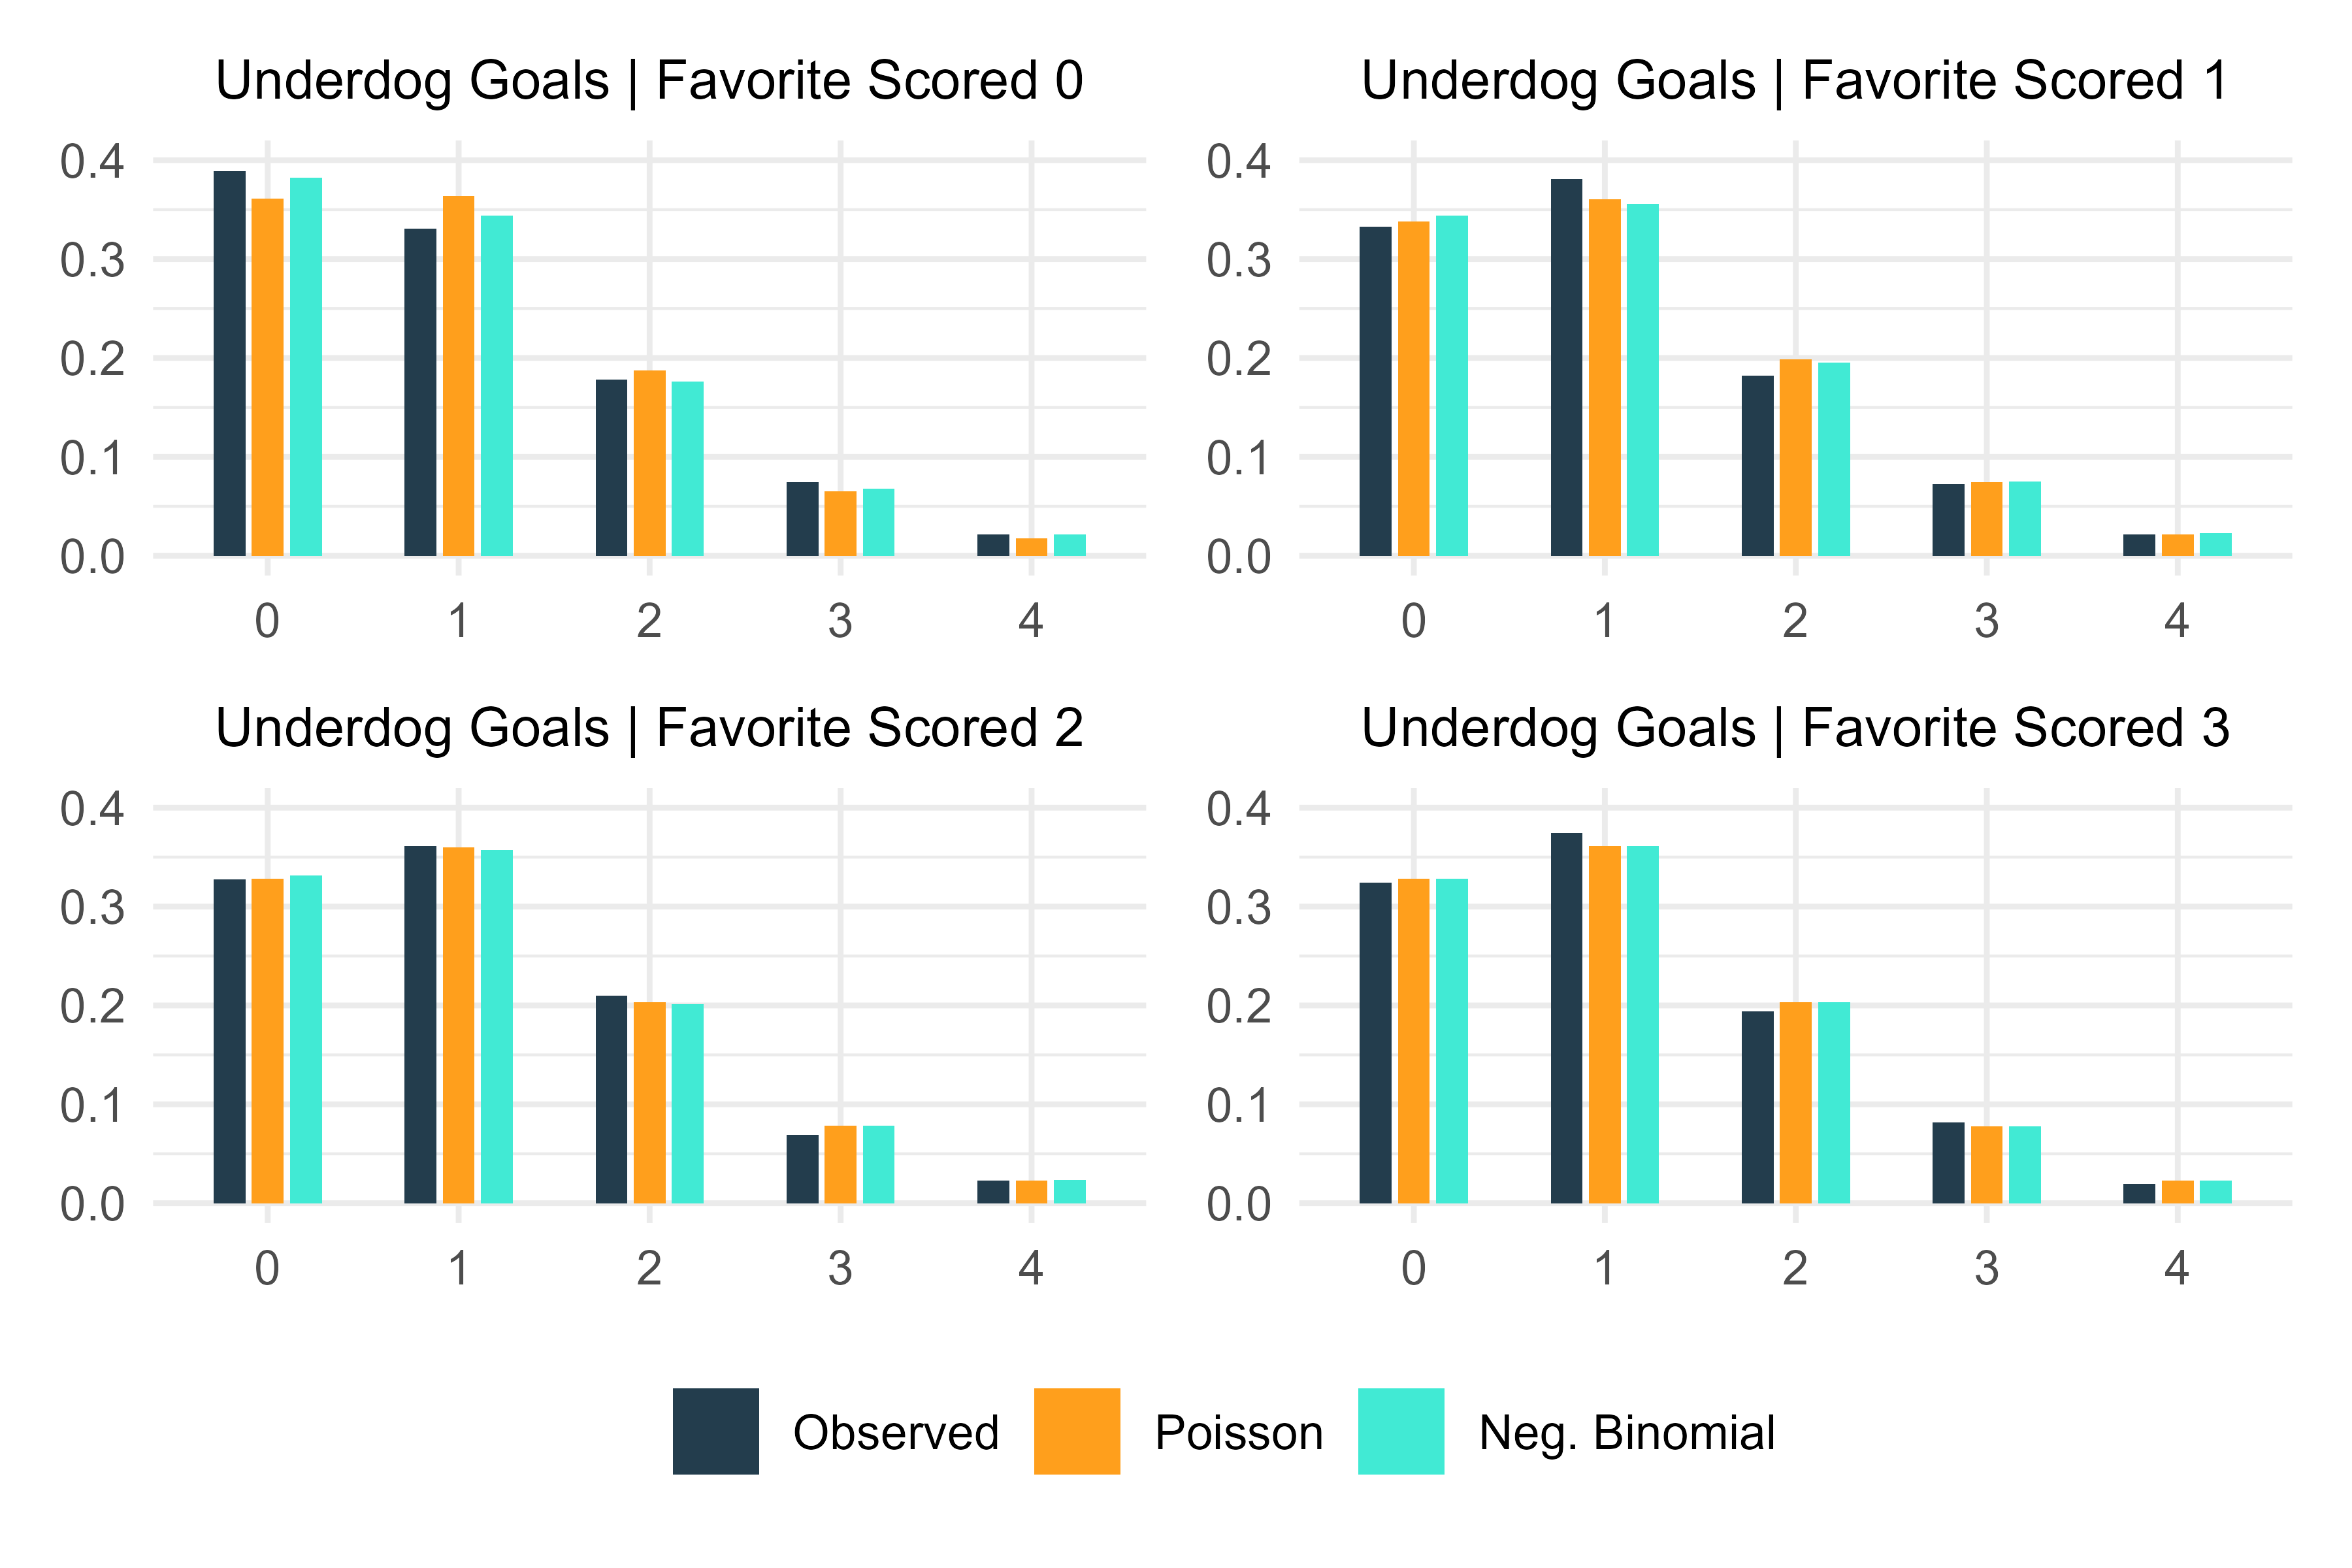 Underdog Goals | Favorite Scored 0
0.4
0.3
0.2
0.1
0.0
0 1 2 3 4
Underdog Goals | Favorite Scored 1
0.4
0.3
0.2
0.1
0.0
0 1 2 3 4
Underdog Goals | Favorite Scored 2
0.4
0.3
0.2
0.1
0.0
0 1 2 3 4
Underdog Goals | Favorite Scored 3
0.4
0.3
0.2
0.1
0.0
0 1 2 3 4
Observed Poisson Neg. Binomial